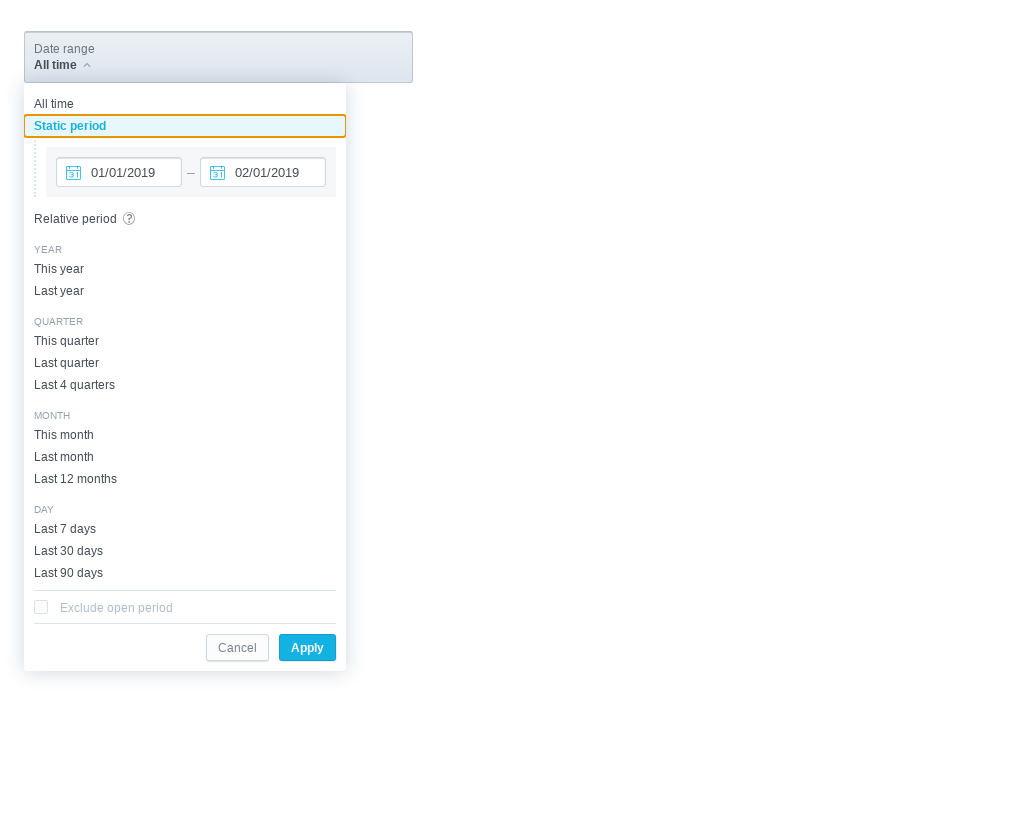 Date range
All time
All time
Static period
31 01/01/2019 – 31 02/01/2019
Relative period ?
YEAR
This year
Last year
QUARTER
This quarter
Last quarter
Last 4 quarters
MONTH
This month
Last month
Last 12 months
DAY
Last 7 days
Last 30 days
Last 90 days
Exclude open period
Cancel Apply